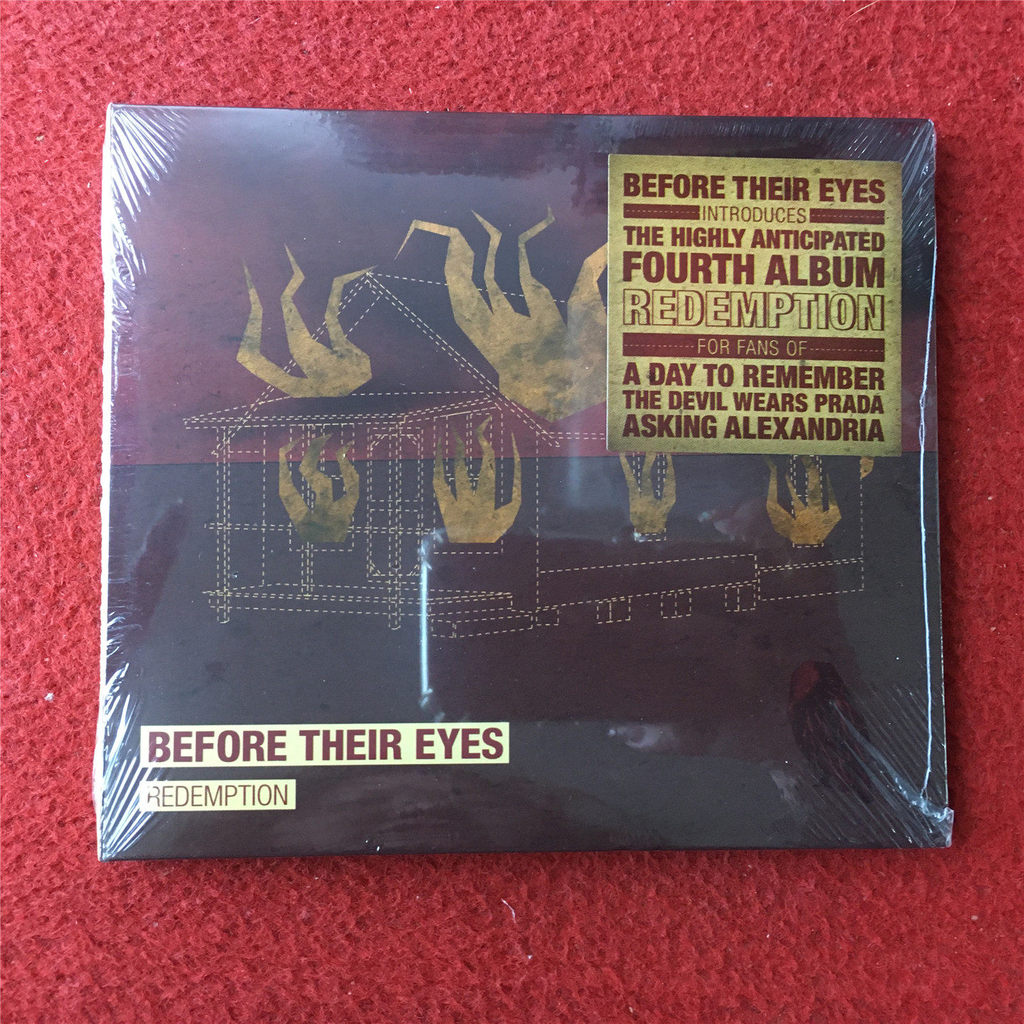 BEFORE THEIR EYES
INTRODUCES
THE HIGHLY ANTICIPATED
FOURTH ALBUM
REDEMPTION
FOR FANS OF
A DAY TO REMEMBER
THE DEVIL WEARS PRADA
ASKING ALEXANDRIA
BEFORE THEIR EYES
REDEMPTION